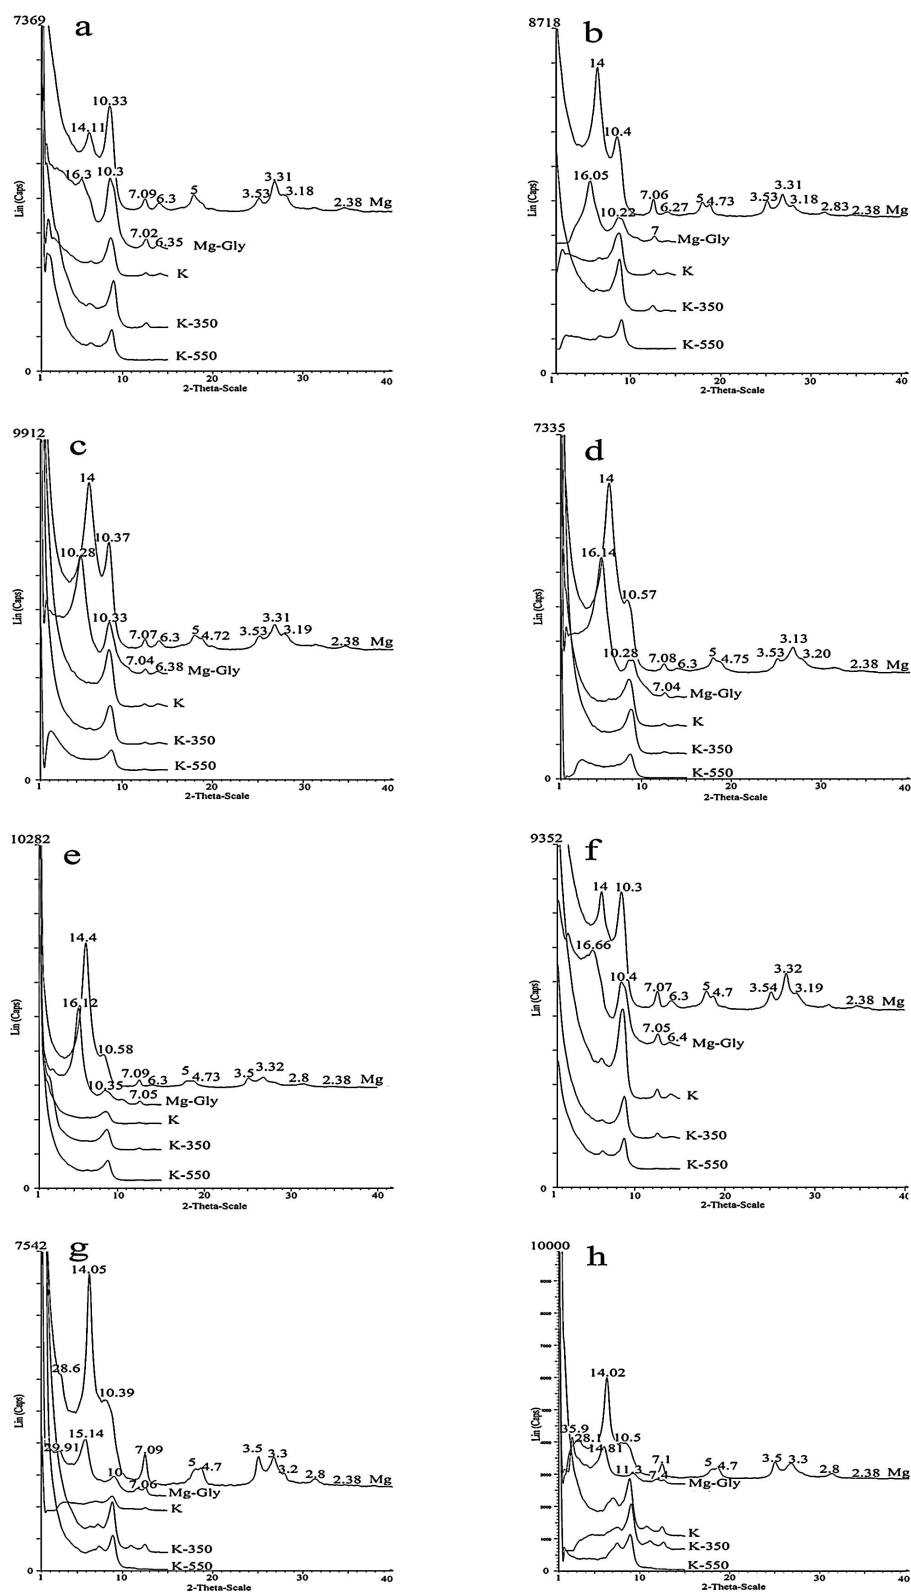 7369 a
Lin (Caps)
14.11 10.33
16.3 10.3
7.09 6.3 5 3.53 3.31 3.18 2.38 Mg
7.02 6.35 Mg-Gly
K
K-350
K-550
0
1 10 20 30 40
2-Theta-Scale
8718 b
Lin (Caps)
14
10.4
16.05
10.22
7.06 6.27 5 4.73 3.53 3.31 3.18 2.83 2.38 Mg
7 Mg-Gly
K
K-350
K-550
0
1 10 20 30 40
2-Theta-Scale
9912 c
Lin (Caps)
14
10.37
10.28
10.33
7.07 6.3 5 4.72 3.53 3.31 3.19 2.38 Mg
7.04 6.38 Mg-Gly
K
K-350
K-550
0
1 10 20 30 40
2-Theta-Scale
7335 d
Lin (Caps)
14
16.14
10.57
10.28 7.08 6.3 5 4.75 3.53 3.13 3.20 2.38 Mg
7.04 Mg-Gly
K
K-350
K-550
0
1 10 20 30 40
2-Theta-Scale
10282 e
Lin (Caps)
14.4
16.12
10.58
7.09 6.3 5 4.73 3.5 3.32 2.8 2.38 Mg
10.35 7.05 Mg-Gly
K
K-350
K-550
0
1 10 20 30 40
2-Theta-Scale
9352 f
Lin (Caps)
14 10.3
16.66
10.4
7.07 6.3 5 4.7 3.54 3.32 3.19 2.38 Mg
7.05 6.4 Mg-Gly
K
K-350
K-550
0
1 10 20 30 40
2-Theta-Scale
7542 g
Lin (Caps)
14.05
28.6
10.39
29.91 15.14
7.09 5 4.7 3.5 3.3 3.2 2.8 2.38 Mg
10 7.06 Mg-Gly
K
K-350
K-550
0
1 10 20 30 40
2-Theta-Scale
10000 h
Lin (Caps)
14.02
35.9 28.1 14.81 10.5
7.1 5 4.7 3.5 3.3 2.8 2.38 Mg
11.3 7.4 Mg-Gly
K
K-350
K-550
0
1 10 20 30 40
2-Theta-Scale